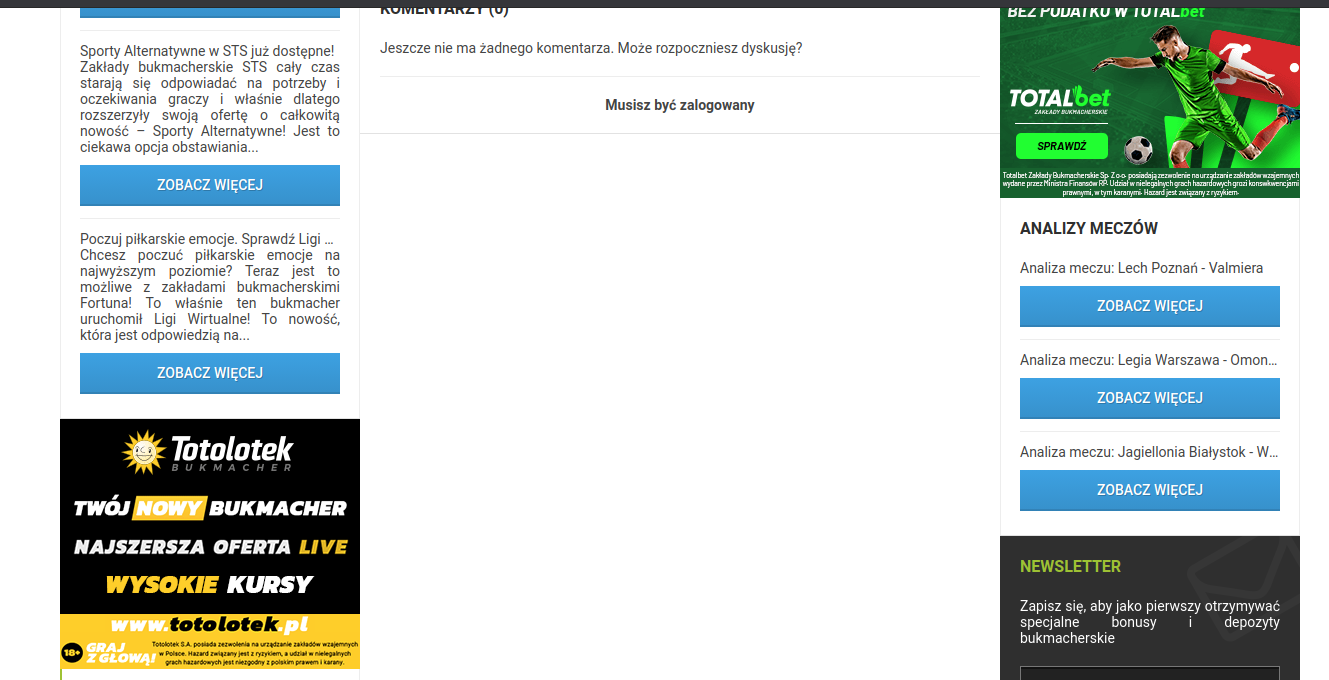 Sporty Alternatywne w STS już dostępne!
Zakłady bukmacherskie STS cały czas
starają się odpowiadać na potrzeby i
oczekiwania graczy i właśnie dlatego
rozszerzyły swoją ofertę o całkowitą
nowość – Sporty Alternatywne! Jest to
ciekawa opcja obstawiania...
ZOBACZ WIĘCEJ
Poczuj piłkarskie emocje. Sprawdź Ligi ...
Chcesz poczuć piłkarskie emocje na
najwyższym poziomie? Teraz jest to
możliwe z zakładami bukmacherskimi
Fortuna! To właśnie ten bukmacher
uruchomił Ligi Wirtualne! To nowość,
która jest odpowiedzią na...
ZOBACZ WIĘCEJ
Totolotek
BUKMACHER
TWÓJ NOWY BUKMACHER
NAJSZERSZA OFERTA LIVE
WYSOKIE KURSY
www.totolotek.pl
18+ GRAJ
Z GŁOWĄ!
Totolotek S.A. posiada zezwolenia na urządzanie zakładów wzajemnych
w Polsce. Hazard związany jest z ryzykiem, a udział w nielegalnych
grach hazardowych jest niezgodny z polskim prawem i karany.
KOMENTARZY (0)
Jeszcze nie ma żadnego komentarza. Może rozpoczniesz dyskusję?
Musisz być zalogowany
BEZ PODATKU W TOTALbet
TOTALbet
ZAKŁADY BUKMACHERSKIE
SPRAWDŹ
Totalbet Zakłady Bukmacherskie Sp. Z o.o. posiadają zezwolenie na urządzanie zakładów wzajemnych
wydane przez Ministra Finansów RP. Udział w nielegalnych grach hazardowych grozi konswkwencjami
prawnymi, w tym karanymi. Hazard jest związany z ryzykiem.
ANALIZY MECZÓW
Analiza meczu: Lech Poznań - Valmiera
ZOBACZ WIĘCEJ
Analiza meczu: Legia Warszawa - Omon...
ZOBACZ WIĘCEJ
Analiza meczu: Jagiellonia Białystok - W...
ZOBACZ WIĘCEJ
NEWSLETTER
Zapisz się, aby jako pierwszy otrzymywać
specjalne bonusy i depozyty
bukmacherskie